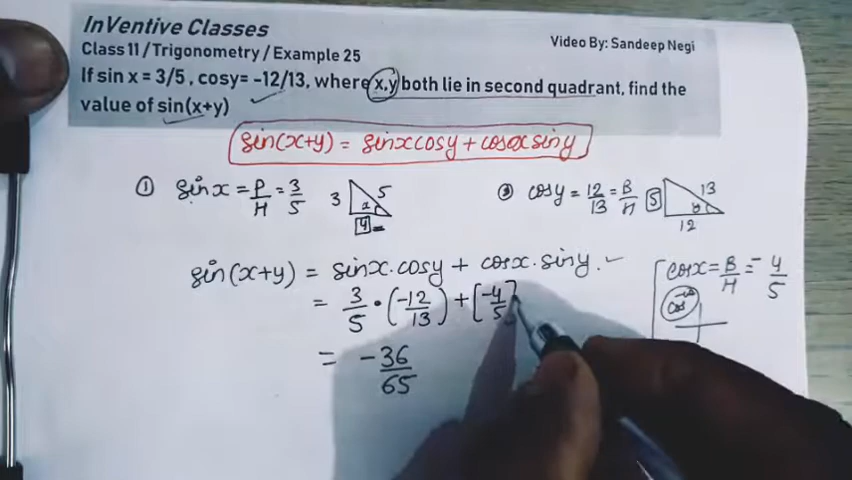 InVentive Classes
Class 11 / Trigonometry / Example 25
Video By: Sandeep Negi
If sin x = 3/5 , cosy= -12/13, where x,y both lie in second quadrant, find the
value of sin(x+y)
sin(x+y) = sinx cosy + cosx siny
① sin x = P/H = 3/5
3 5 x 4
② cosy = 12/13 = B/H
5 13 y 12
sin(x+y) = sinx.cosy + cosx.siny.
= 3/5 • (-12/13) + [-4/5]
= -36/65
cosx = B/H = -4/5
cos -ve